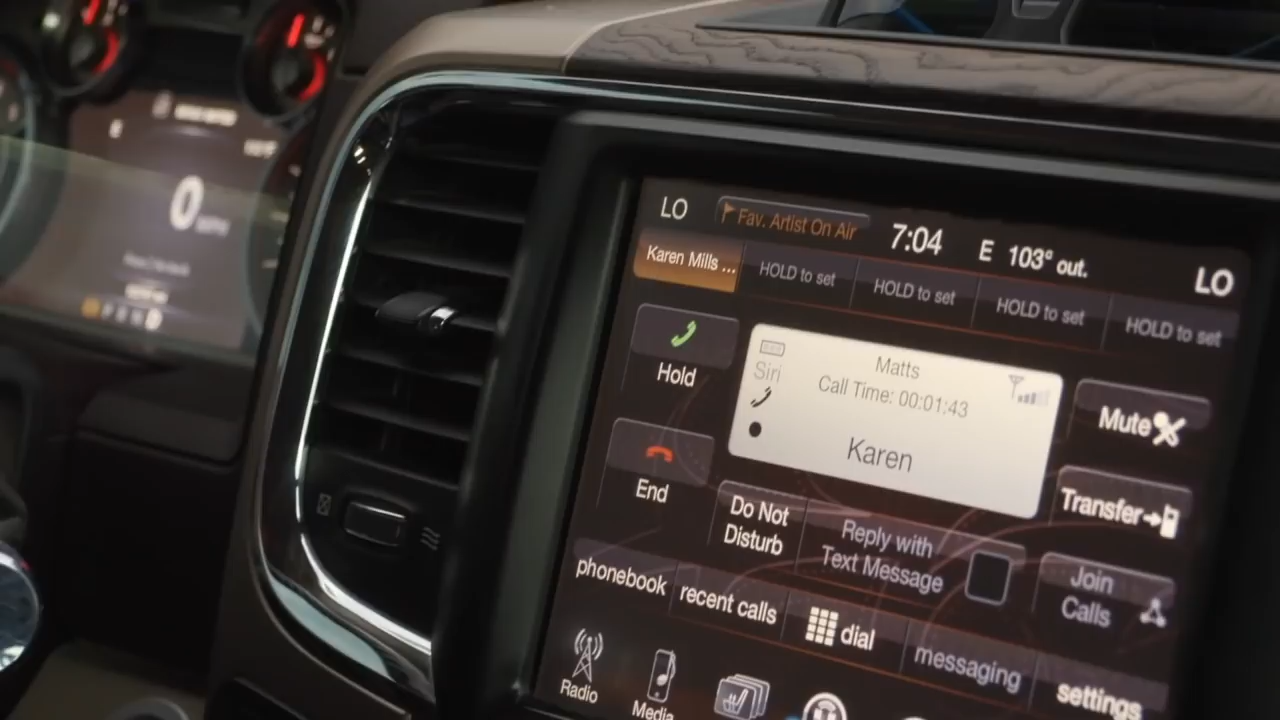 LO
Fav. Artist On Air
7:04
E 103° out.
LO
Karen Mills ...
HOLD to set
HOLD to set
HOLD to set
HOLD to set
Hold
Siri
Matts
Call Time: 00:01:43
Karen
Mute
End
Do Not
Disturb
Reply with
Text Message
Transfer
Join
Calls
phonebook
recent calls
dial
messaging
settings
Radio
Media
0
E